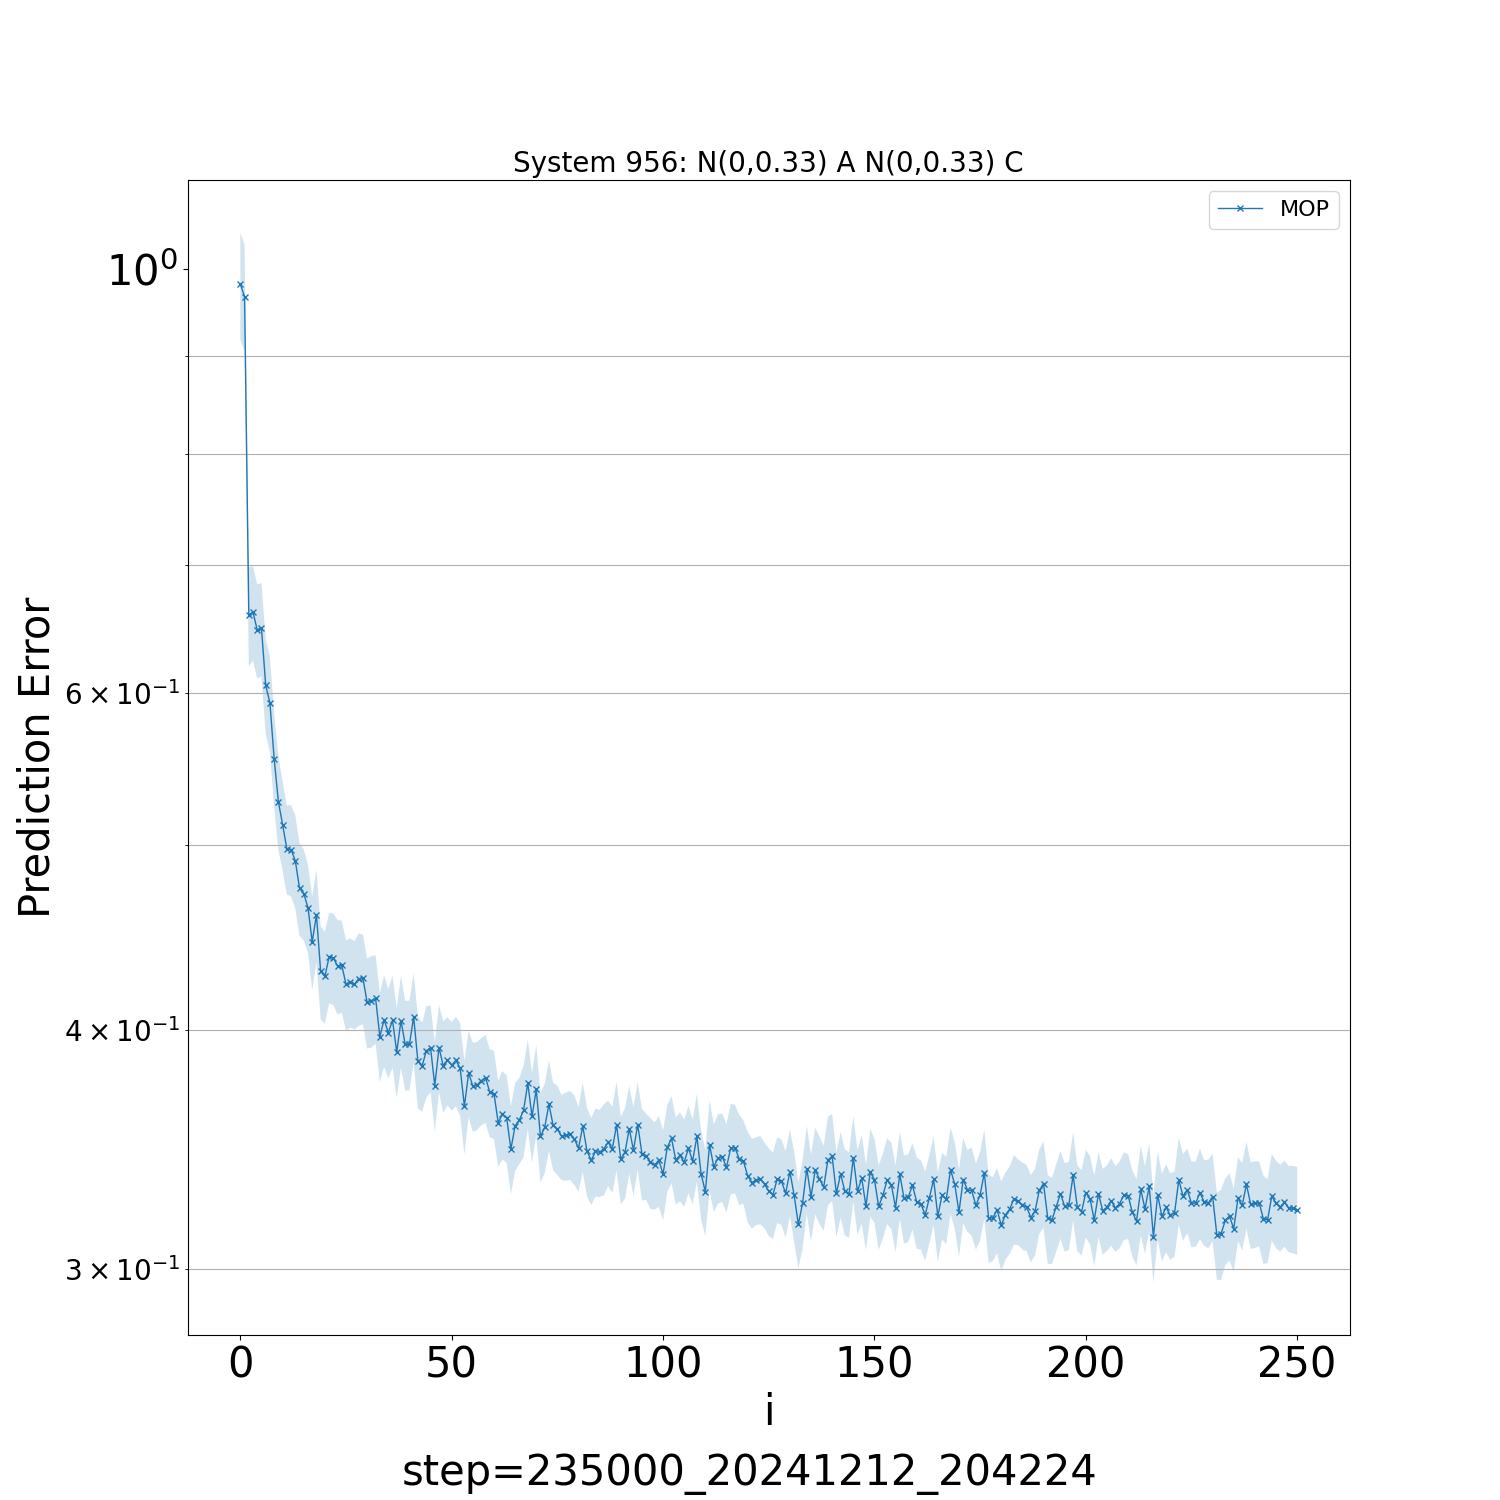 System 956: N(0,0.33) A N(0,0.33) C
MOP
10⁰
6×10⁻¹
4×10⁻¹
3×10⁻¹
Prediction Error
0 50 100 150 200 250
i
step=235000_20241212_204224